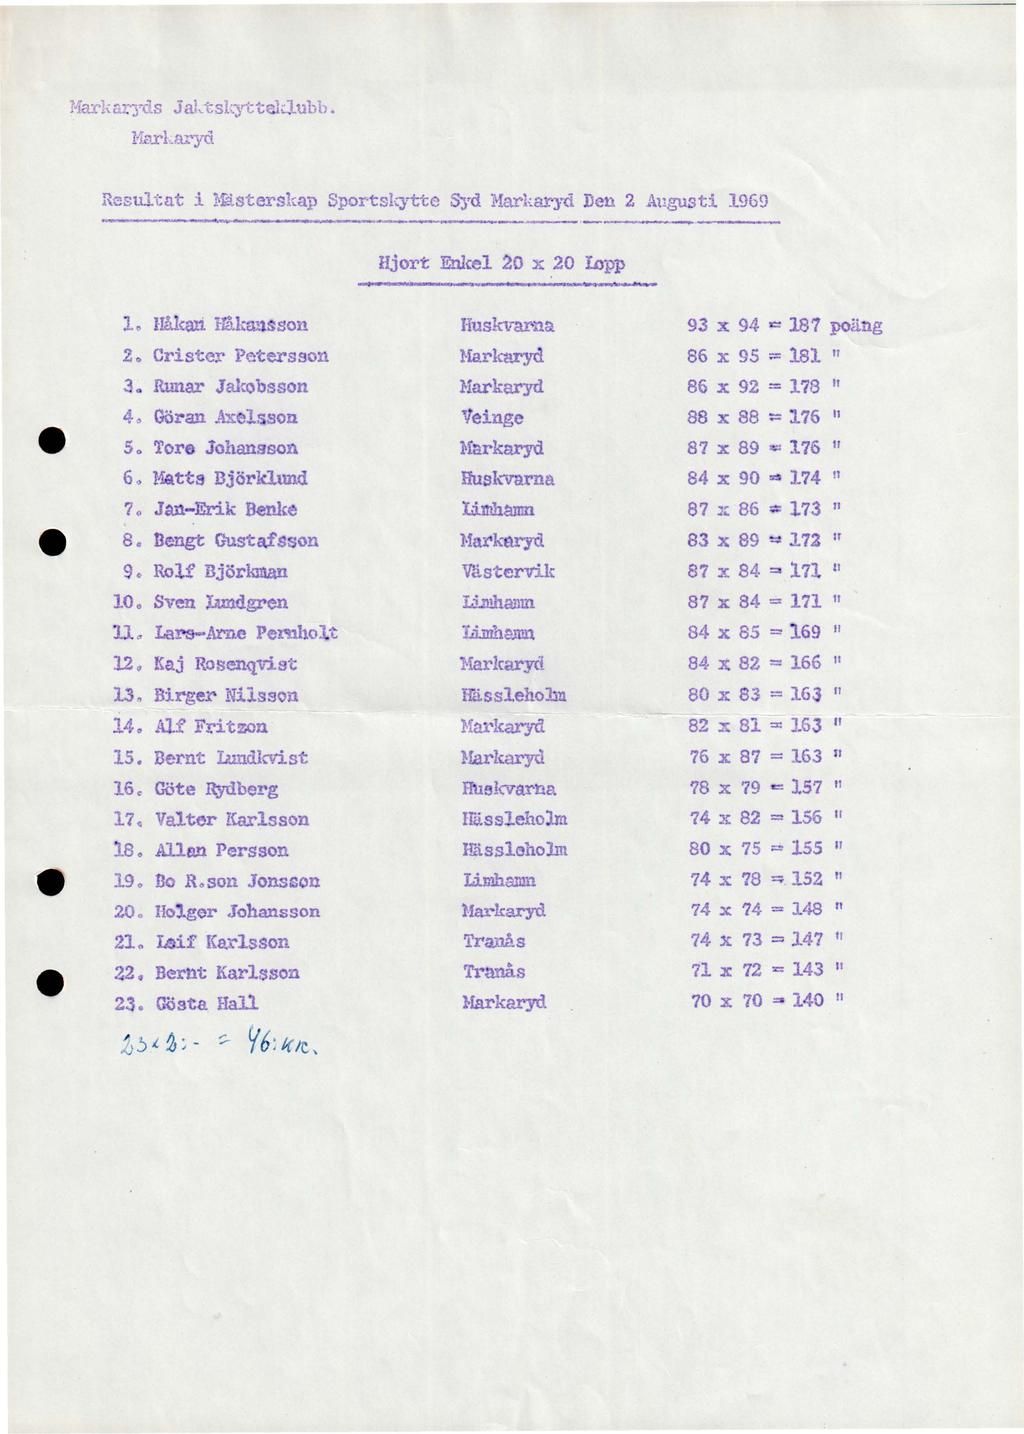 Markaryds Jaktskytteklubb.
Markaryd
Resultat i Mästerskap Sportskytte Syd Markaryd Den 2 Augusti 1969
Hjort Enkel 20 x 20 Lopp
1. Håkan Håkansson Huskvarna 93 x 94 = 187 poäng
2. Crister Petersson Markaryd 86 x 95 = 181 "
3. Runar Jakobsson Markaryd 86 x 92 = 178 "
4. Göran Axelsson Veinge 88 x 88 = 176 "
5. Tore Johansson Markaryd 87 x 89 = 176 "
6. Matts Björklund Huskvarna 84 x 90 = 174 "
7. Jan-Erik Benke Limhamn 87 x 86 = 173 "
8. Bengt Gustafsson Markaryd 83 x 89 = 172 "
9. Rolf Björkman Västervik 87 x 84 = 171 "
10. Sven Lundgren Limhamn 87 x 84 = 171 "
11. Lars-Arne Pernholt Limhamn 84 x 85 = 169 "
12. Kaj Rosenqvist Markaryd 84 x 82 = 166 "
13. Birger Nilsson Hässleholm 80 x 83 = 163 "
14. Alf Fritzon Markaryd 82 x 81 = 163 "
15. Bernt Lundkvist Markaryd 76 x 87 = 163 "
16. Göte Rydberg Huskvarna 78 x 79 = 157 "
17. Valter Karlsson Hässleholm 74 x 82 = 156 "
18. Allan Persson Hässleholm 80 x 75 = 155 "
19. Bo R.son Jonsson Limhamn 74 x 78 = 152 "
20. Holger Johansson Markaryd 74 x 74 = 148 "
21. Leif Karlsson Tranås 74 x 73 = 147 "
22. Bernt Karlsson Tranås 71 x 72 = 143 "
23. Gösta Hall Markaryd 70 x 70 = 140 "
23x2:- = 46:kr.